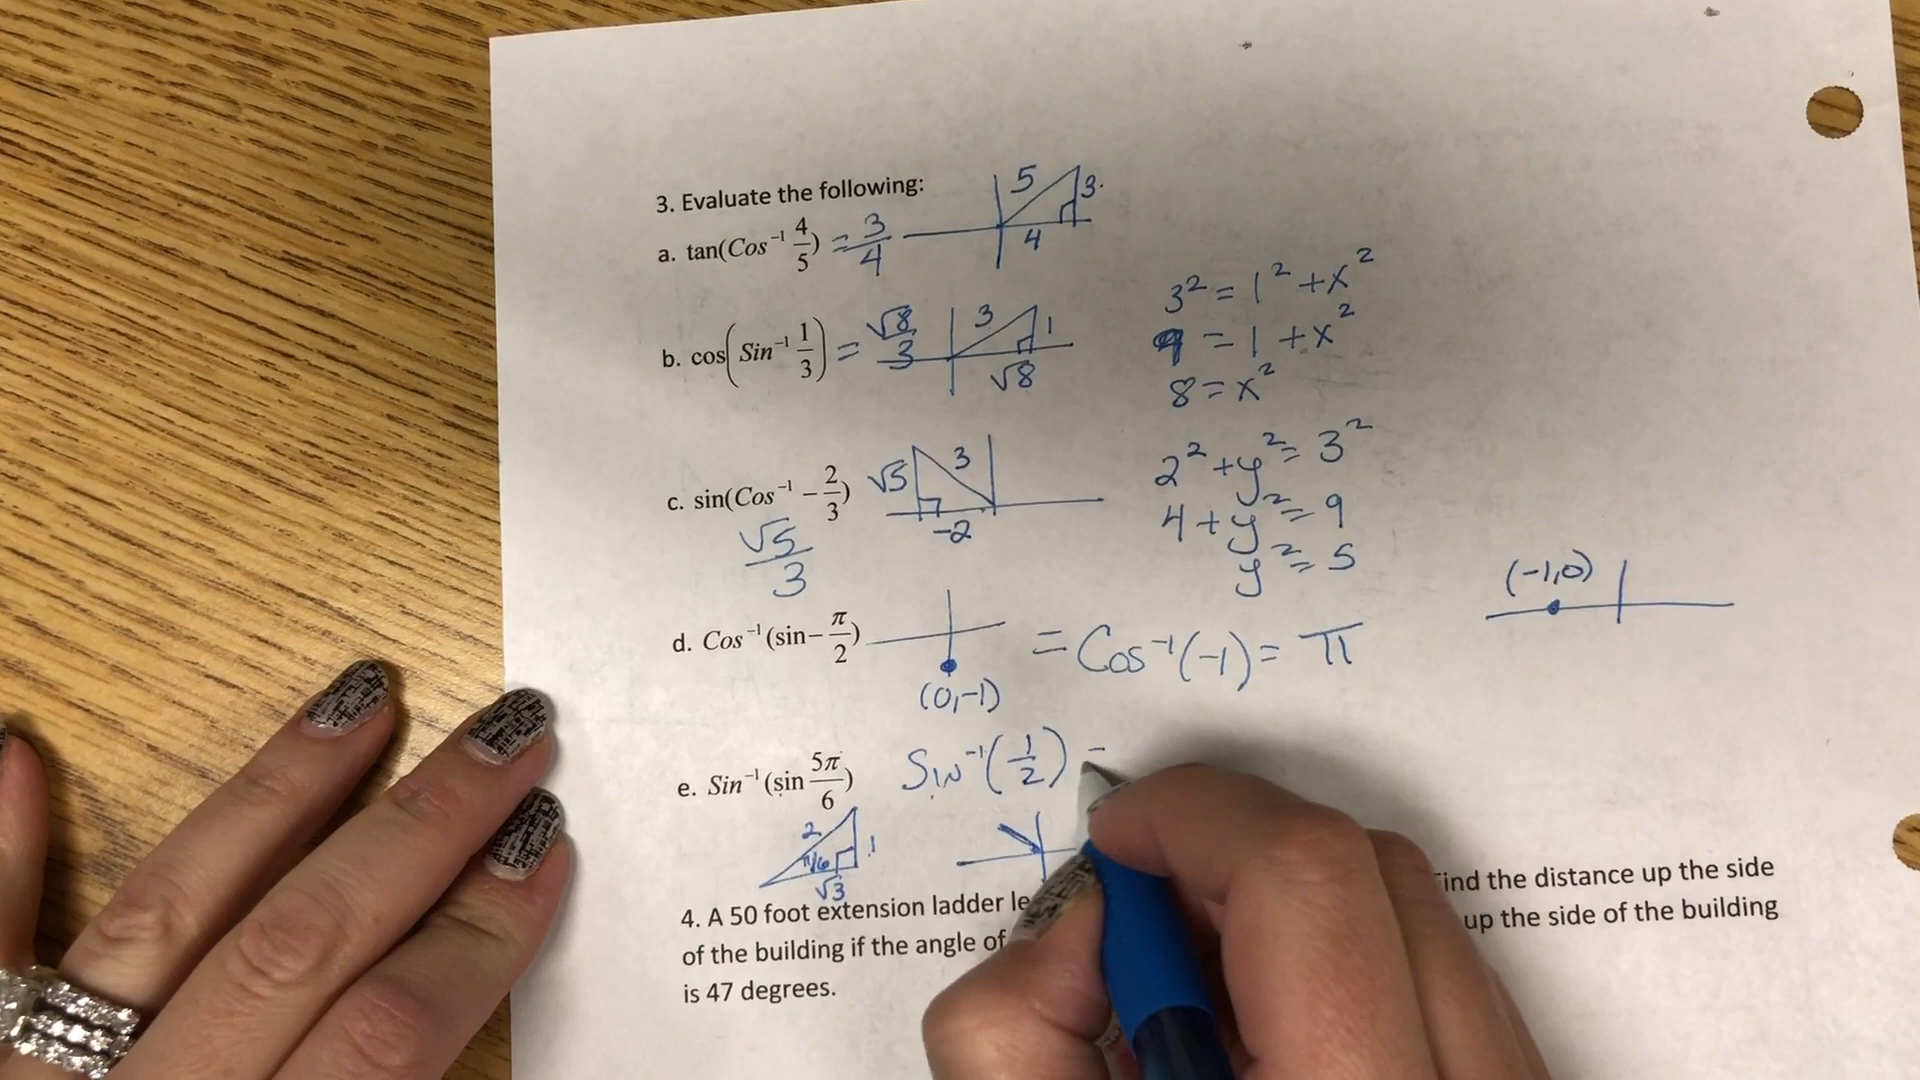 3. Evaluate the following:
a. tan(Cos⁻¹ 4/5) = 3/4
5 3 4
b. cos(Sin⁻¹ 1/3) = √8/3
3 1 √8
3² = 1² + x²
9 = 1 + x²
8 = x²
c. sin(Cos⁻¹ −2/3)
√5/3
√5 3 −2
2² + y² = 3²
4 + y² = 9
y² = 5
d. Cos⁻¹(sin−π/2)
(0,−1)
= Cos⁻¹(−1) = π
(−1,0)
e. Sin⁻¹(sin 5π/6) Sin⁻¹(1/2) =
2 π/6 1 √3
4. A 50 foot extension ladder le
ind the distance up the side
of the building if the angle of
up the side of the building
is 47 degrees.